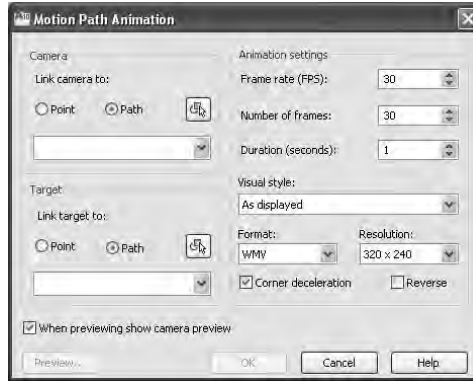 Motion Path Animation
Camera
Link camera to:
Point Path
Target
Link target to:
Point Path
Animation settings
Frame rate (FPS): 30
Number of frames: 30
Duration (seconds): 1
Visual style:
As displayed
Format: Resolution:
WMV 320 x 240
Corner deceleration Reverse
When previewing show camera preview
Preview... OK Cancel Help